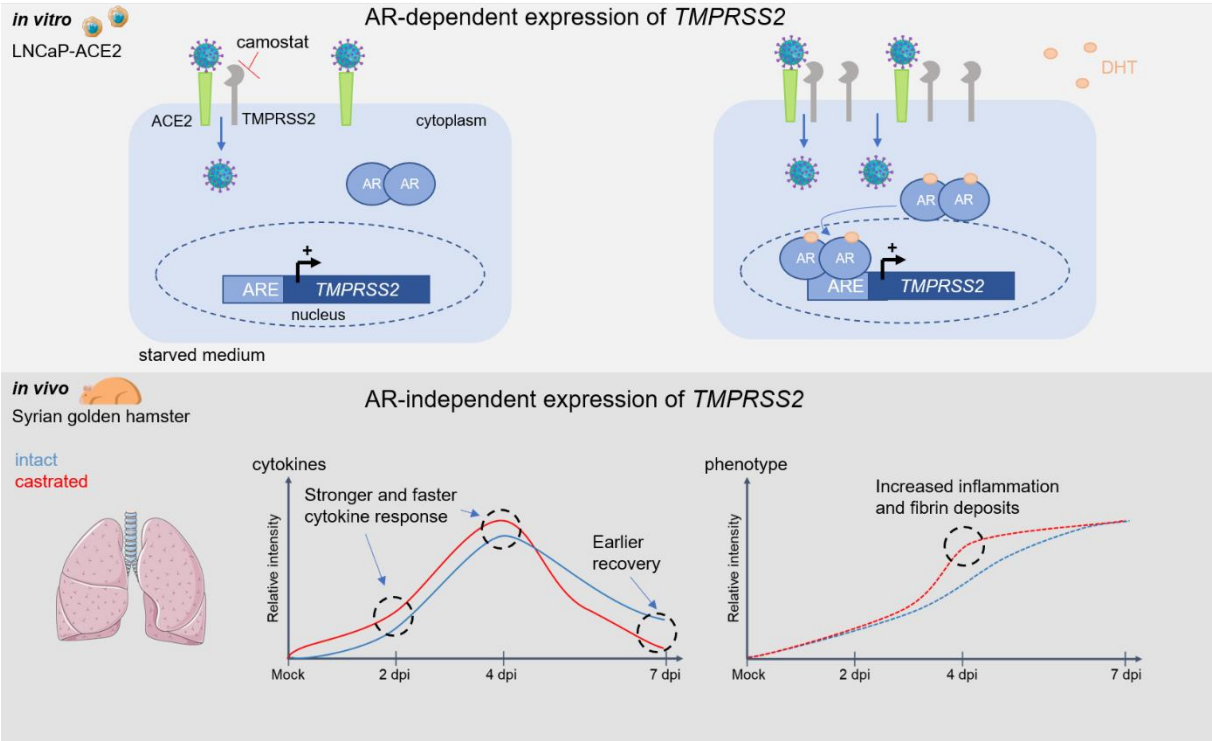 in vitro
LNCaP-ACE2
AR-dependent expression of TMPRSS2
camostat
ACE2
TMPRSS2
cytoplasm
AR
AR
+
ARE
TMPRSS2
nucleus
starved medium
DHT
AR
AR
AR
AR
+
ARE
TMPRSS2
in vivo
Syrian golden hamster
AR-independent expression of TMPRSS2
intact
castrated
cytokines
Relative intensity
Stronger and faster
cytokine response
Earlier
recovery
Mock
2 dpi
4 dpi
7 dpi
phenotype
Relative intensity
Increased inflammation
and fibrin deposits
Mock
2 dpi
4 dpi
7 dpi